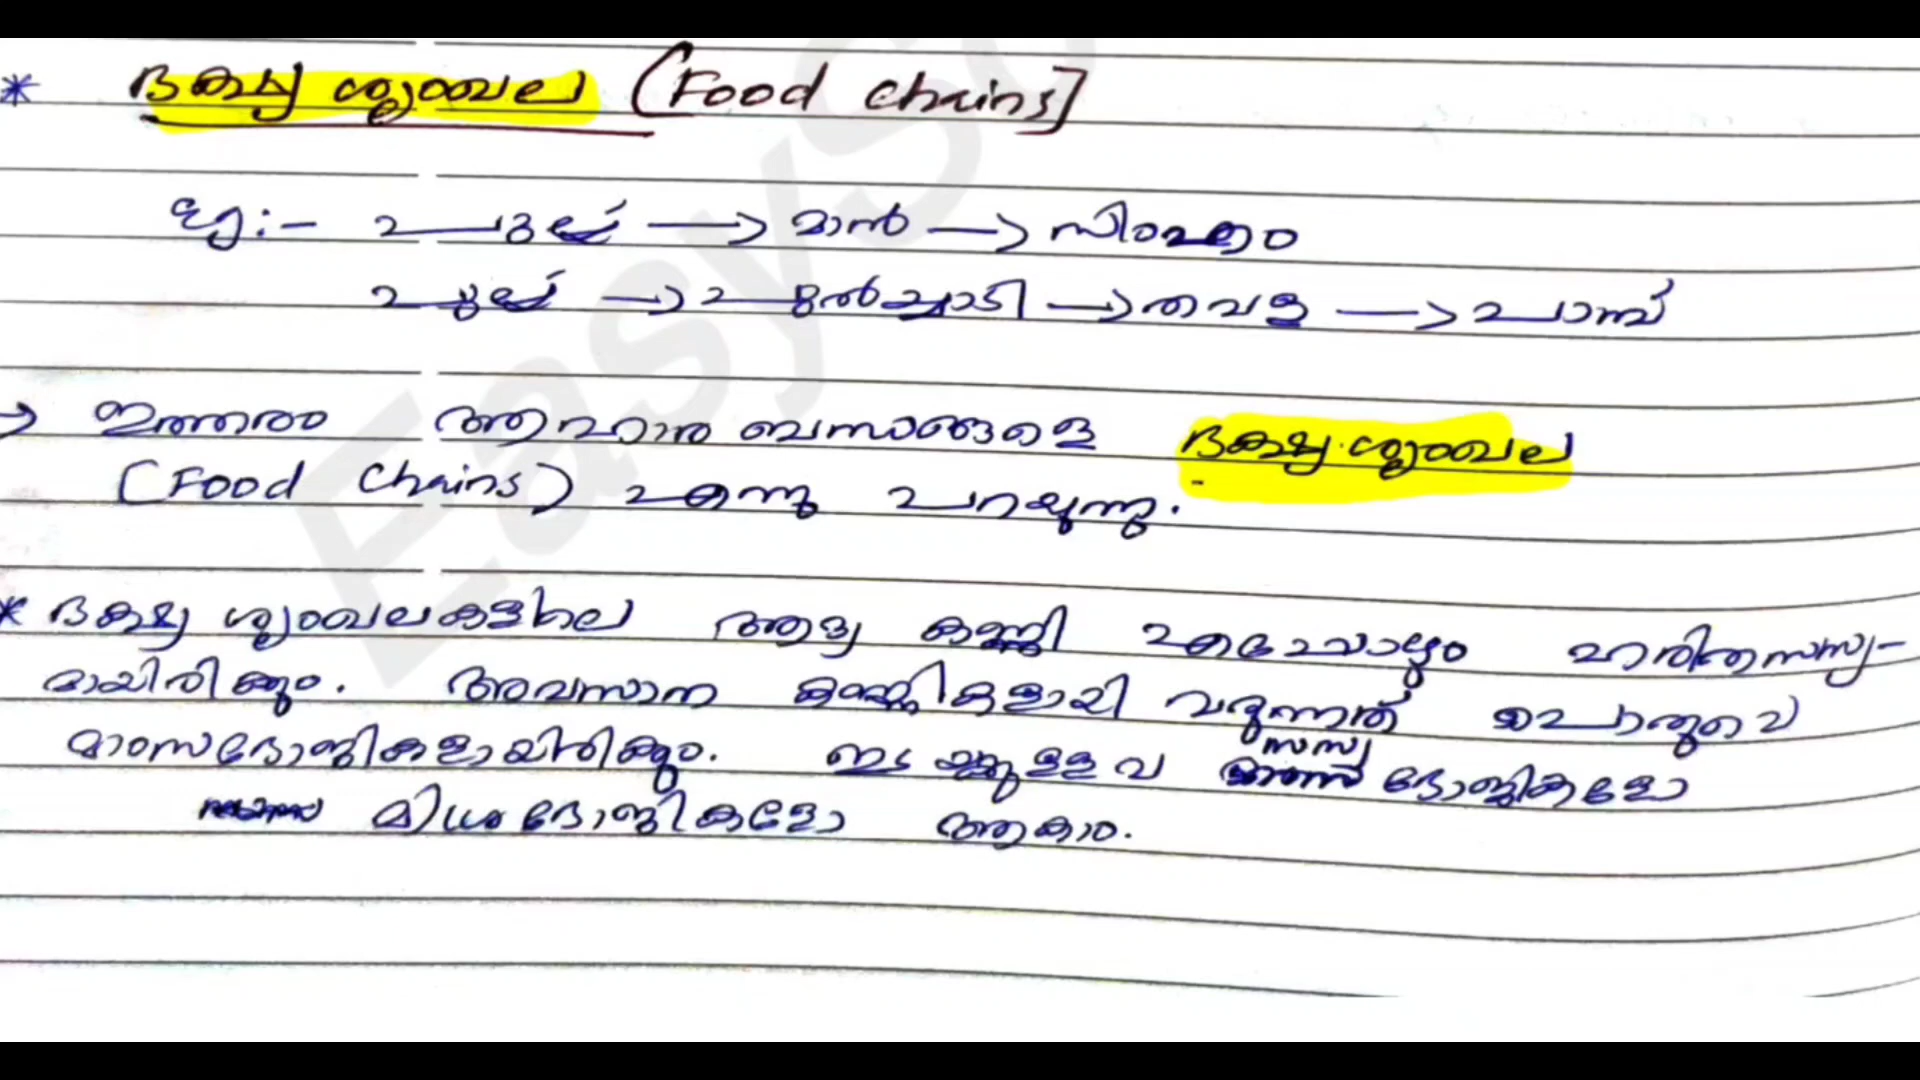 * ഭക്ഷ്യ ശൃംഖല (Food Chains]
ഉദാ:- പുല്ല് → മാൻ → സിംഹം
പുല്ല് → പുൽച്ചാടി → തവള → പാമ്പ്
→ ഇത്തരം ആഹാര ബന്ധങ്ങളെ ഭക്ഷ്യ ശൃംഖല
(Food Chains) എന്നു പറയുന്നു.
* ഭക്ഷ്യ ശൃംഖലകളിലെ ആദ്യ കണ്ണി എപ്പോഴും ഹരിതസസ്യ-
മായിരിക്കും. അവസാന കണ്ണികളായി വരുന്നത് പൊതുവെ
മാംസഭോജികളായിരിക്കും. ഇടയ്ക്കുള്ളവ സസ്യ ഭോജികളോ
മിശ്രഭോജികളോ ആകാം.
EasyS